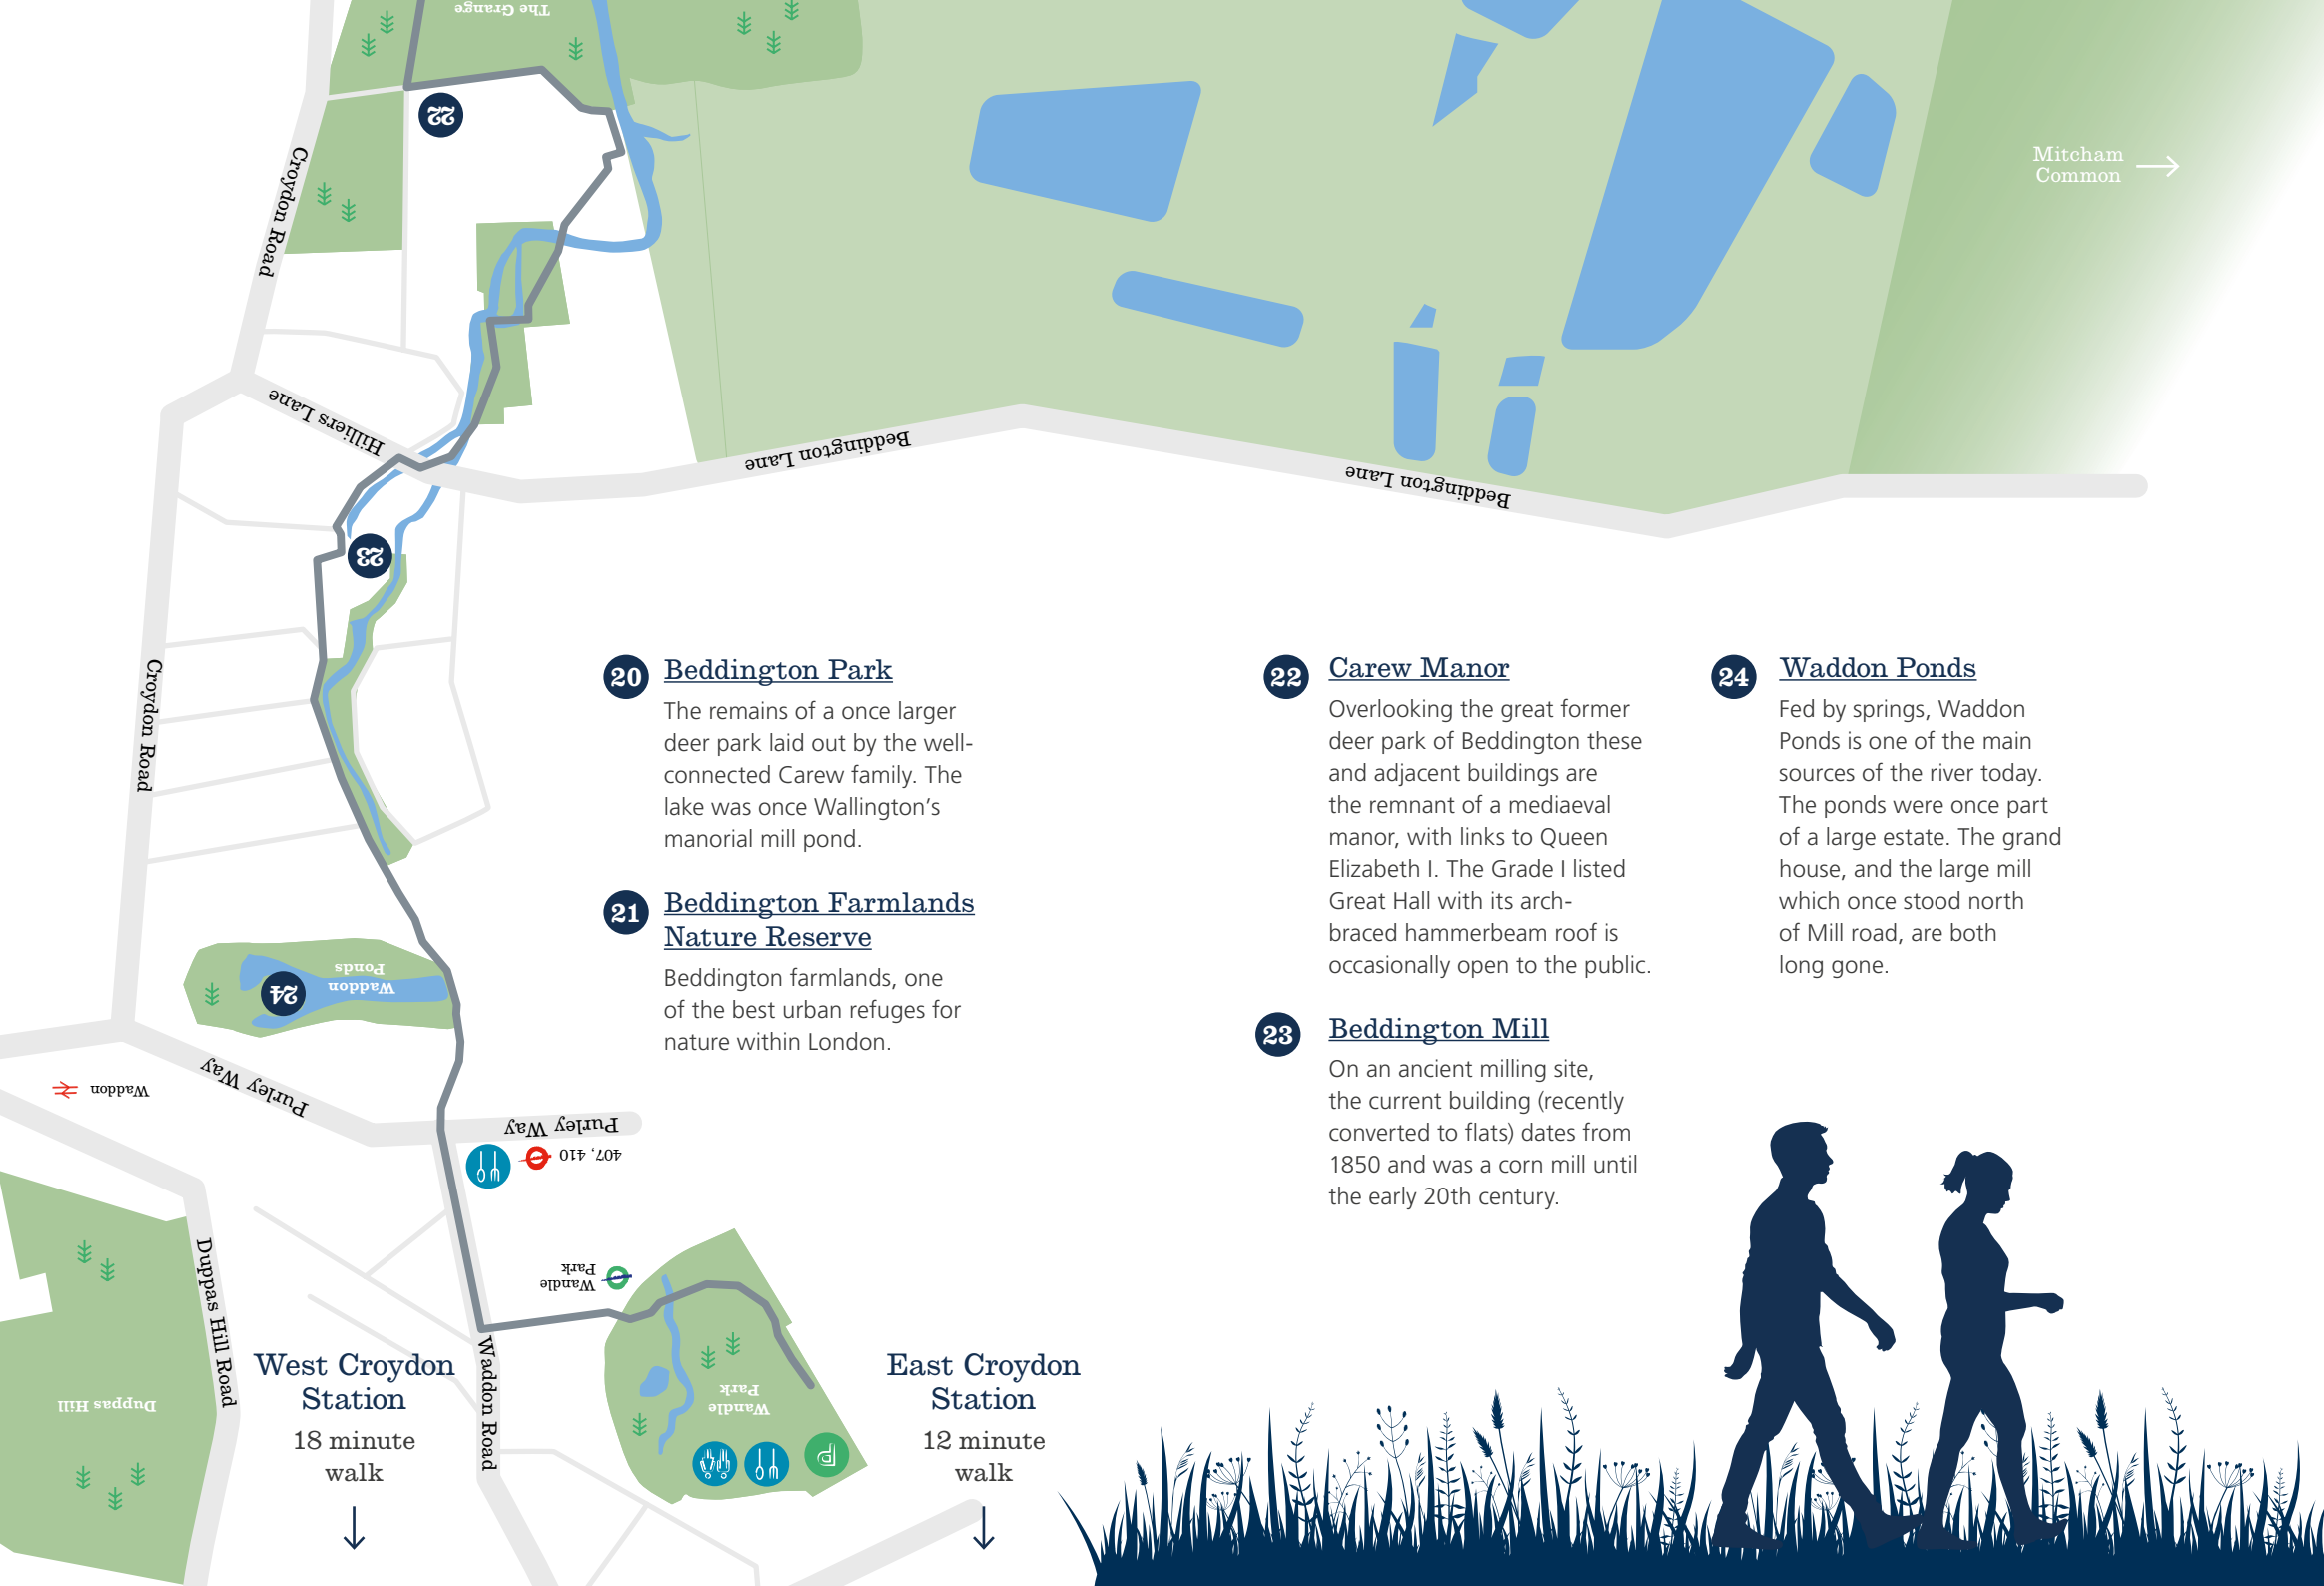 The Grange
22
Croydon Road
Mitcham
Common
Hilliers Lane
Beddington Lane
Beddington Lane
23
Croydon Road
20
Beddington Park
The remains of a once larger
deer park laid out by the well-
connected Carew family. The
lake was once Wallington’s
manorial mill pond.
21
Beddington Farmlands
Nature Reserve
Beddington farmlands, one
of the best urban refuges for
nature within London.
22
Carew Manor
Overlooking the great former
deer park of Beddington these
and adjacent buildings are
the remnant of a mediaeval
manor, with links to Queen
Elizabeth I. The Grade I listed
Great Hall with its arch-
braced hammerbeam roof is
occasionally open to the public.
23
Beddington Mill
On an ancient milling site,
the current building (recently
converted to flats) dates from
1850 and was a corn mill until
the early 20th century.
24
Waddon Ponds
Fed by springs, Waddon
Ponds is one of the main
sources of the river today.
The ponds were once part
of a large estate. The grand
house, and the large mill
which once stood north
of Mill road, are both
long gone.
Waddon
Ponds
24
Purley Way
Waddon
Purley Way
407, 410
Wandle
Park
Duppas Hill Road
Duppas Hill
Waddon Road
Wandle
Park
P
West Croydon
Station
18 minute
walk
East Croydon
Station
12 minute
walk